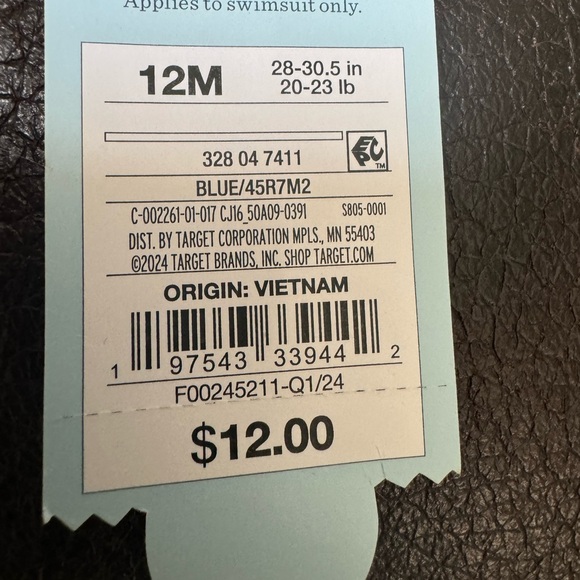 Applies to swimsuit only.
12M
28-30.5 in
20-23 lb
EPC
TM
328 04 7411
BLUE/45R7M2
C-002261-01-017 CJ16_50A09-0391 S805-0001
DIST. BY TARGET CORPORATION MPLS., MN 55403
©2024 TARGET BRANDS, INC. SHOP TARGET.COM
ORIGIN: VIETNAM
1 97543 33944 2
F00245211-Q1/24
$12.00